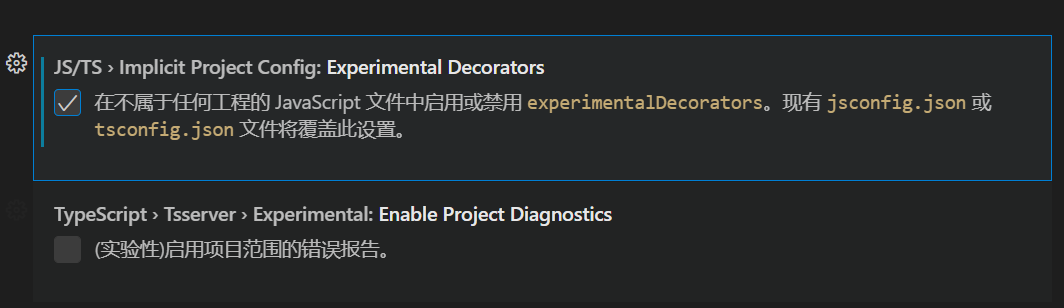 JS/TS › Implicit Project Config: Experimental Decorators
在不属于任何工程的 JavaScript 文件中启用或禁用 experimentalDecorators。现有 jsconfig.json 或
tsconfig.json 文件将覆盖此设置。
TypeScript › Tsserver › Experimental: Enable Project Diagnostics
(实验性)启用项目范围的错误报告。